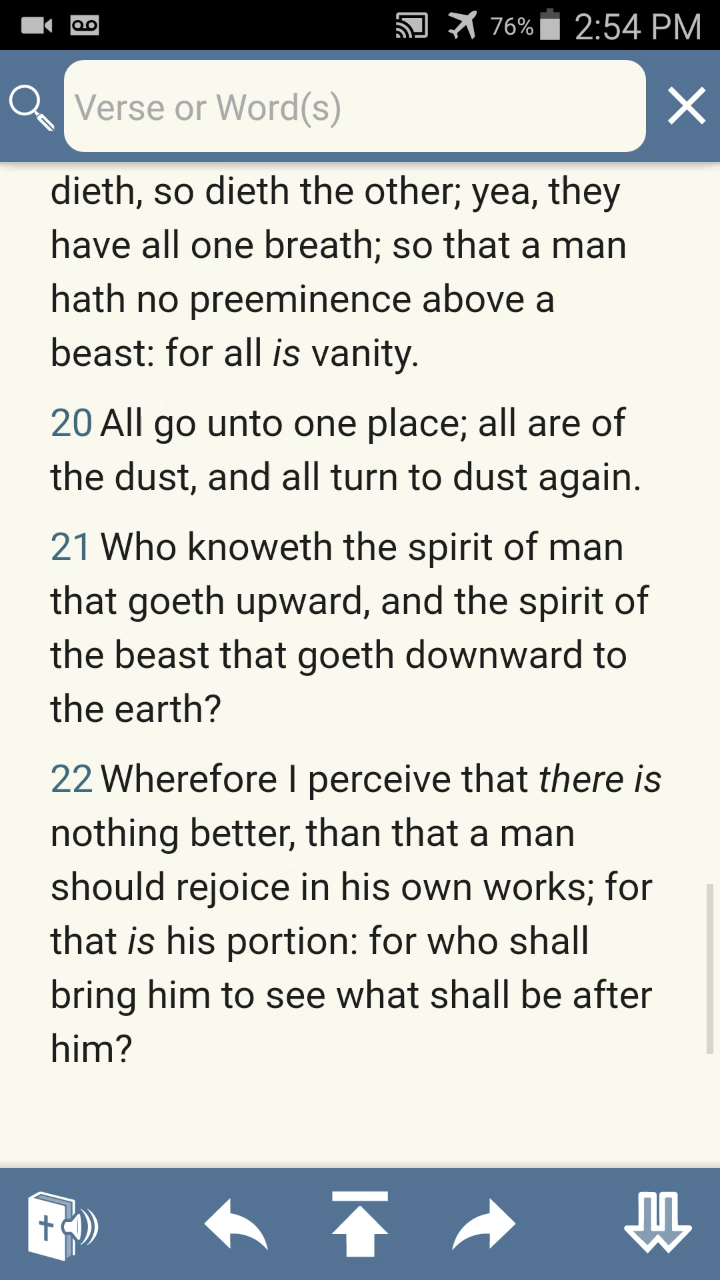 76% 2:54 PM
Verse or Word(s)
dieth, so dieth the other; yea, they
have all one breath; so that a man
hath no preeminence above a
beast: for all is vanity.
20 All go unto one place; all are of
the dust, and all turn to dust again.
21 Who knoweth the spirit of man
that goeth upward, and the spirit of
the beast that goeth downward to
the earth?
22 Wherefore I perceive that there is
nothing better, than that a man
should rejoice in his own works; for
that is his portion: for who shall
bring him to see what shall be after
him?